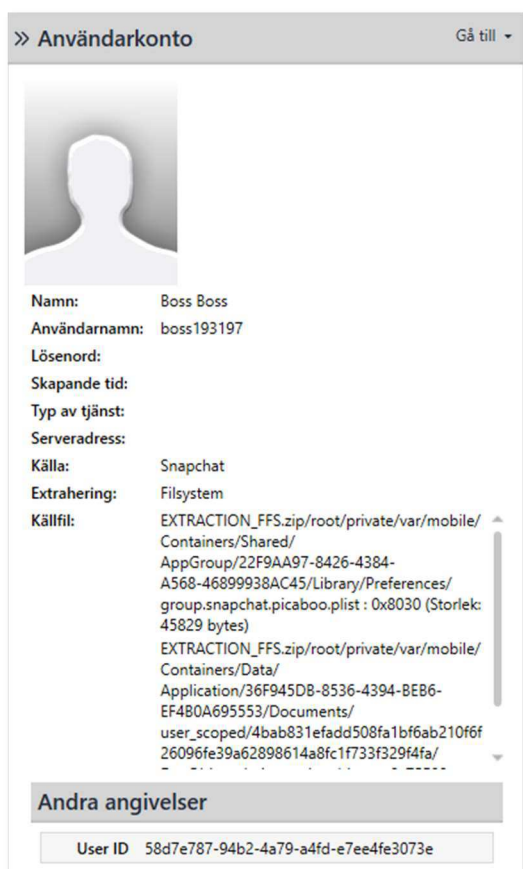 » Användarkonto Gå till
Namn: Boss Boss
Användarnamn: boss193197
Lösenord:
Skapande tid:
Typ av tjänst:
Serveradress:
Källa: Snapchat
Extrahering: Filsystem
Källfil: EXTRACTION_FFS.zip/root/private/var/mobile/
Containers/Shared/
AppGroup/22F9AA97-8426-4384-
A568-46899938AC45/Library/Preferences/
group.snapchat.picaboo.plist : 0x8030 (Storlek:
45829 bytes)
EXTRACTION_FFS.zip/root/private/var/mobile/
Containers/Data/
Application/36F945DB-8536-4394-BEB6-
EF4B0A695553/Documents/
user_scoped/4bab831efadd508fa1bf6ab210f6f
26096fe39a62898614a8fc1f733f329f4fa/
Andra angivelser
User ID 58d7e787-94b2-4a79-a4fd-e7ee4fe3073e